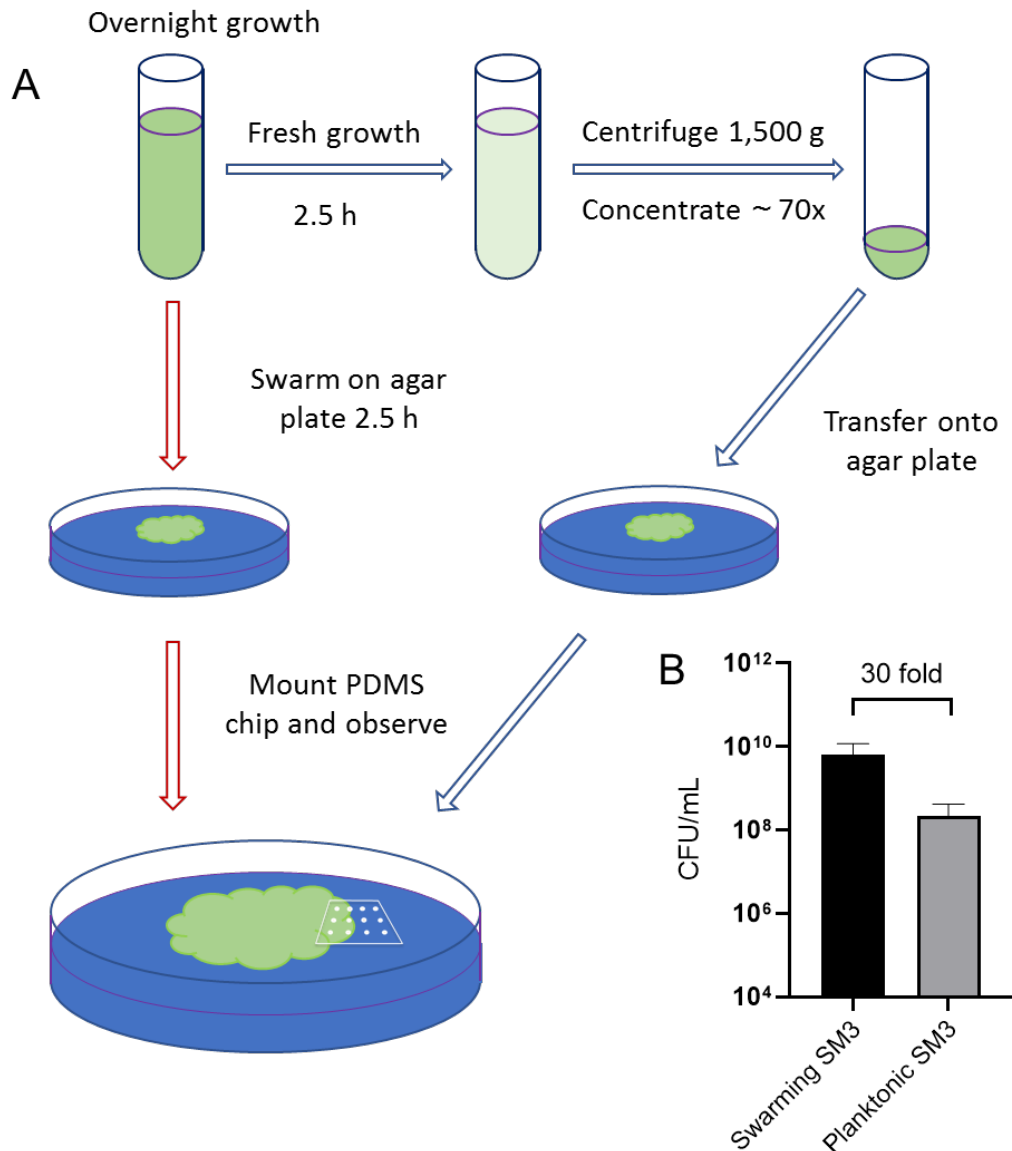 Overnight growth
A
Fresh growth
2.5 h
Centrifuge 1,500 g
Concentrate ~ 70x
Swarm on agar
plate 2.5 h
Transfer onto
agar plate
Mount PDMS
chip and observe
B
30 fold
CFU/mL
10¹²
10¹⁰
10⁸
10⁶
10⁴
Swarming SM3
Planktonic SM3